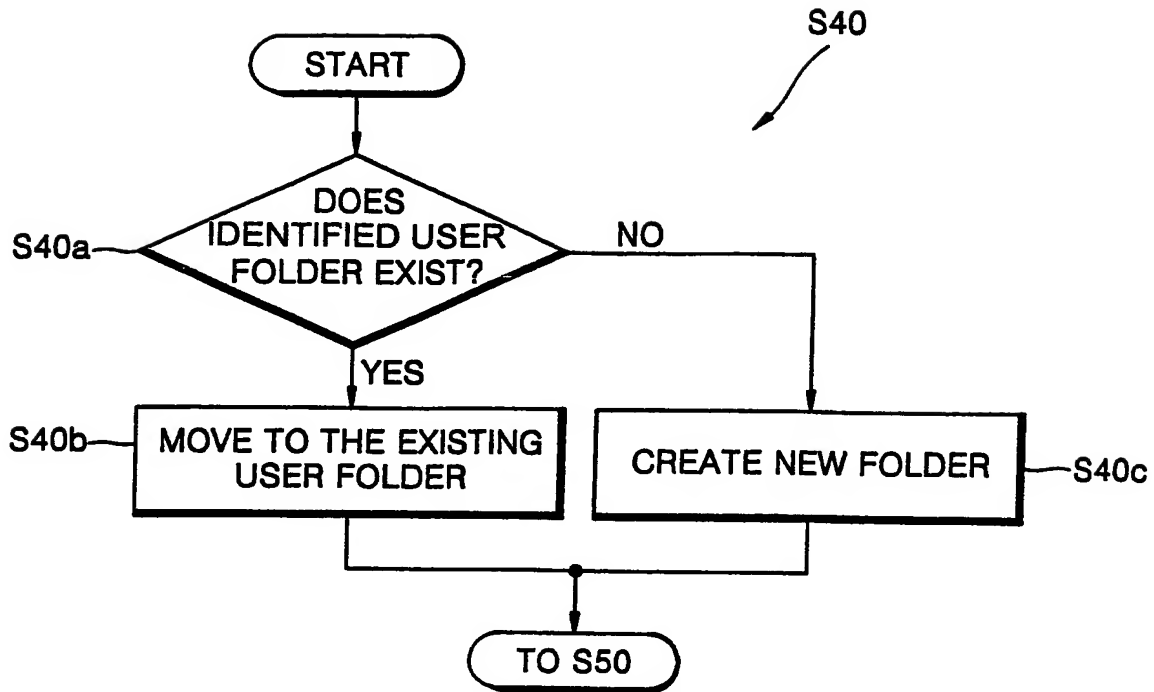 S40
START
DOES
IDENTIFIED USER
FOLDER EXIST?
S40a
NO
YES
S40b
MOVE TO THE EXISTING
USER FOLDER
CREATE NEW FOLDER
S40c
TO S50